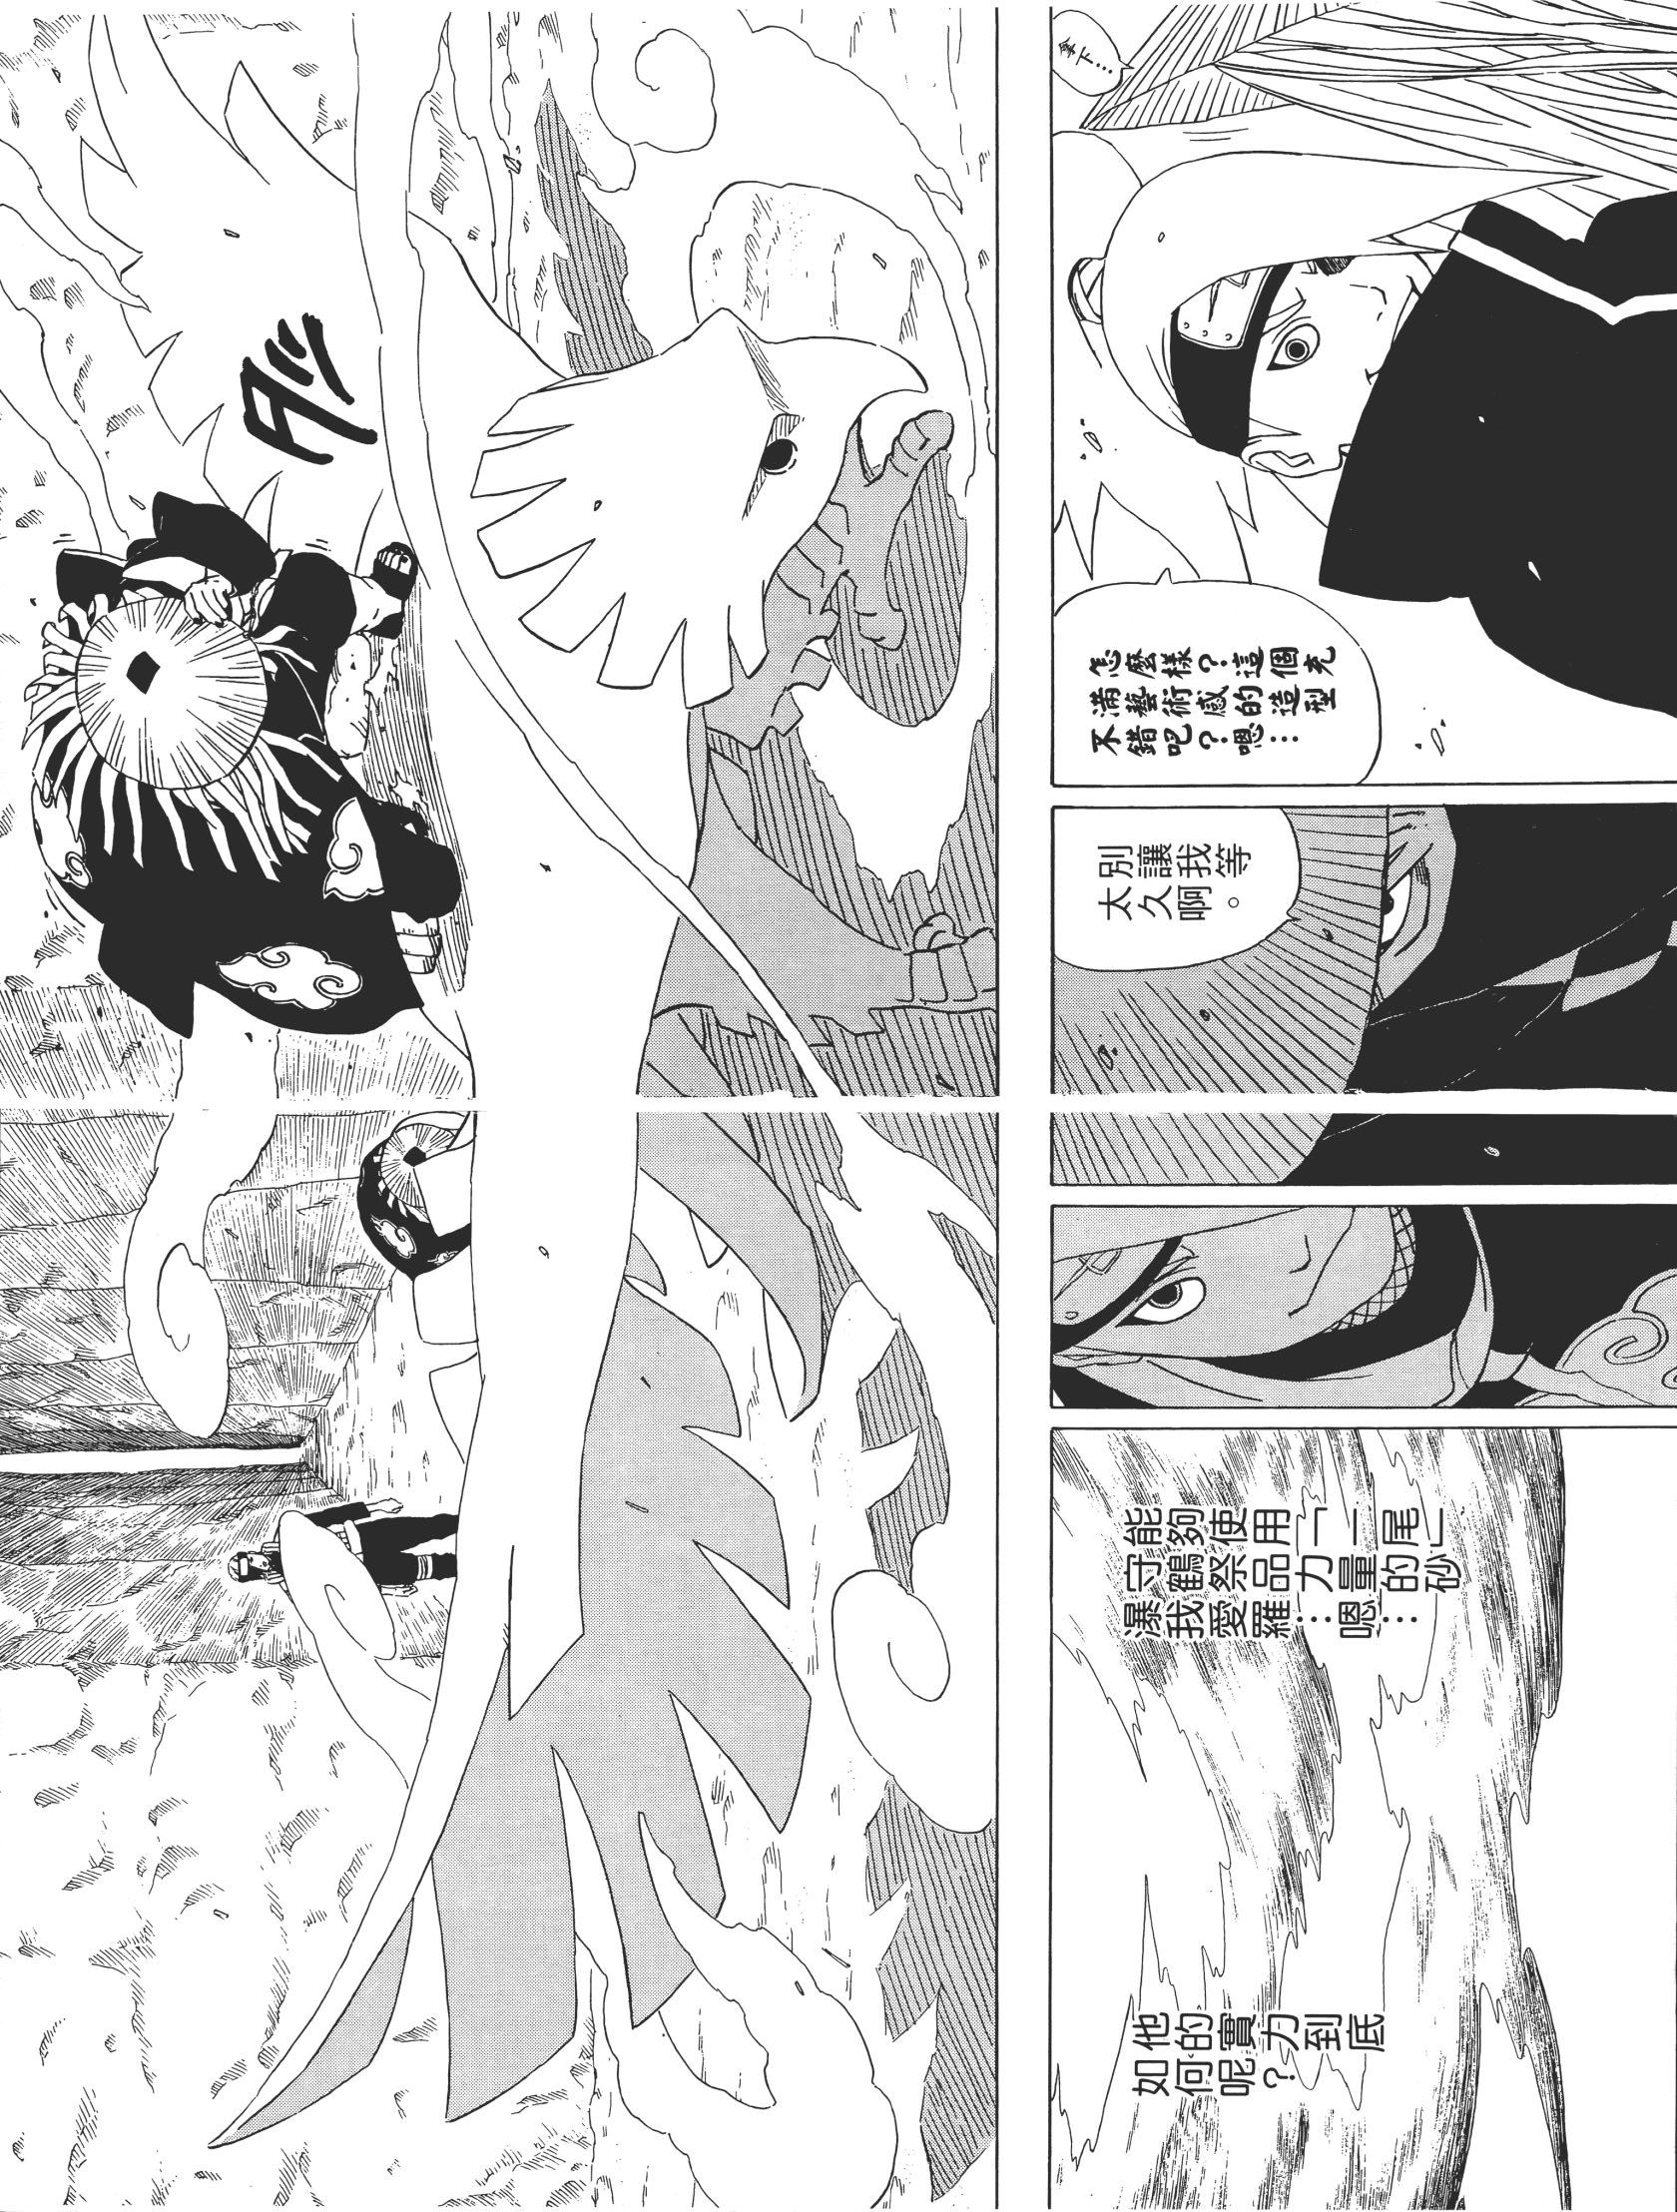 怎麼樣？這個充
滿藝術感的造型
不錯吧？嗯…
別讓我等
太久啊。
能夠使用「一尾」
守鶴祭品力量的砂
瀑我愛羅…嗯…
他的實力到底
如何呢？
ダッ